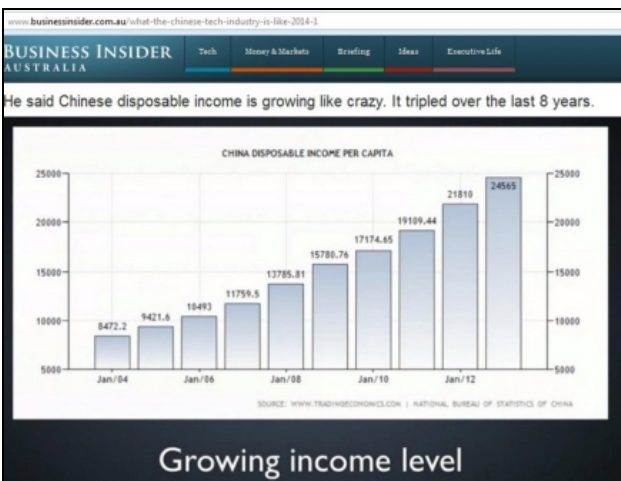 www.businessinsider.com.au/what-the-chinese-tech-industry-is-like-2014-1
BUSINESS INSIDER
AUSTRALIA
Tech Money & Markets Briefing Ideas Executive Life
He said Chinese disposable income is growing like crazy. It tripled over the last 8 years.
CHINA DISPOSABLE INCOME PER CAPITA
25000 25000
24565
21810
20000 20000
19109.44
17174.65
15780.76
15000 15000
13785.81
11759.5
10493
10000 10000
9421.6
8472.2
5000 5000
Jan/04 Jan/06 Jan/08 Jan/10 Jan/12
SOURCE: WWW.TRADINGECONOMICS.COM | NATIONAL BUREAU OF STATISTICS OF CHINA
Growing income level